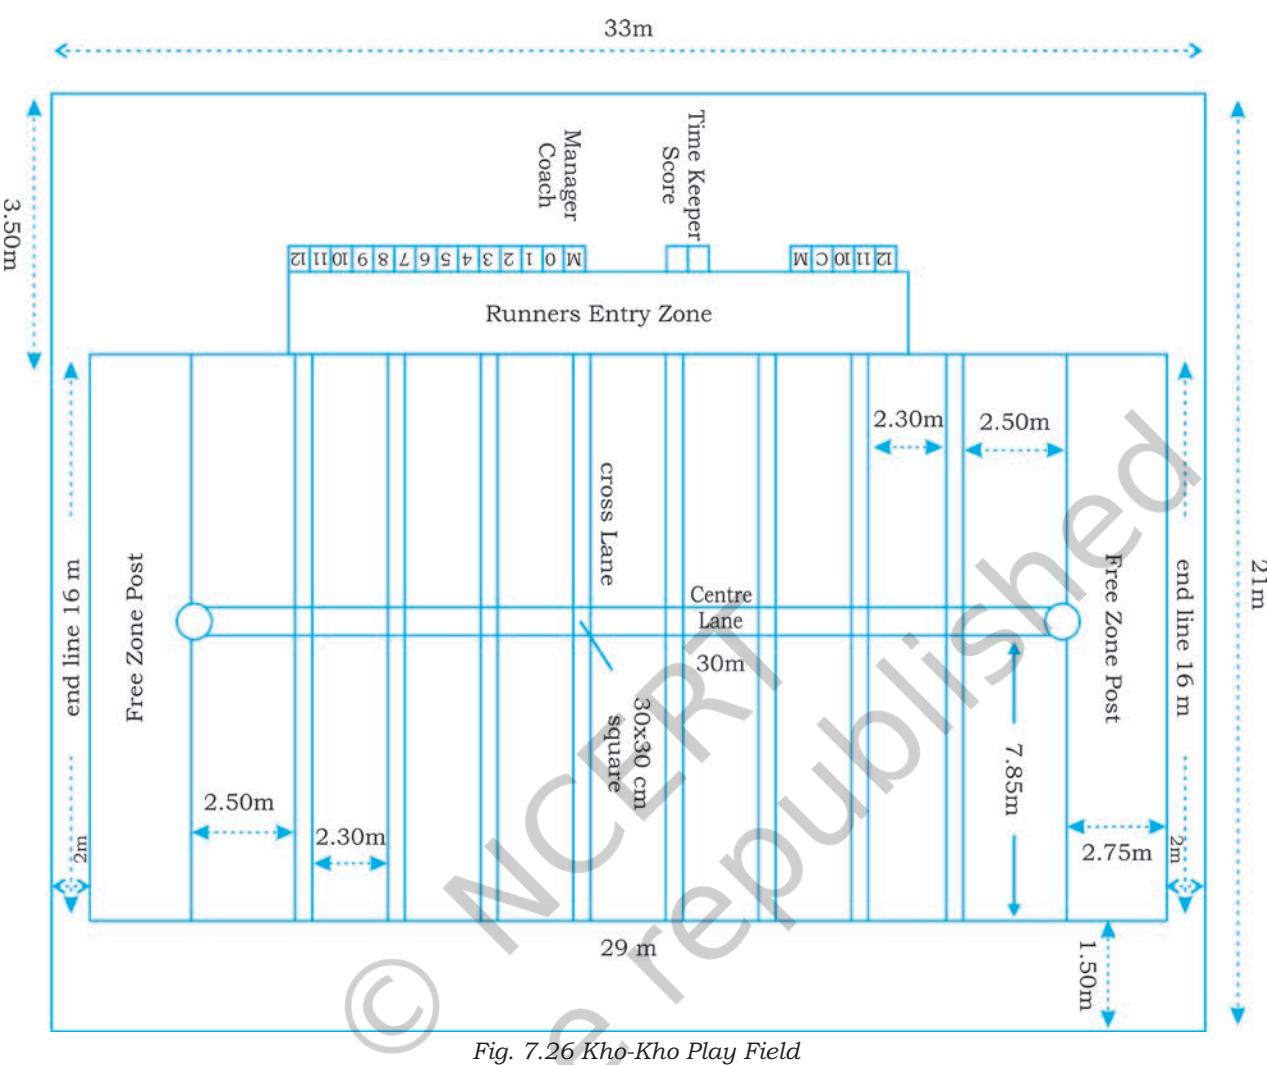 33m
3.50m
21m
Manager
Coach
Time Keeper
Score
12 11 10 9 8 7 6 5 4 3 2 1 0 M
M C 10 11 12
Runners Entry Zone
2.30m
2.50m
cross Lane
Centre
Lane
30m
30x30 cm
square
end line 16 m
Free Zone Post
Free Zone Post
end line 16 m
7.85m
2.50m
2.30m
2m
2.75m
2m
29 m
1.50m
© NCERT
e republished
Fig. 7.26 Kho-Kho Play Field